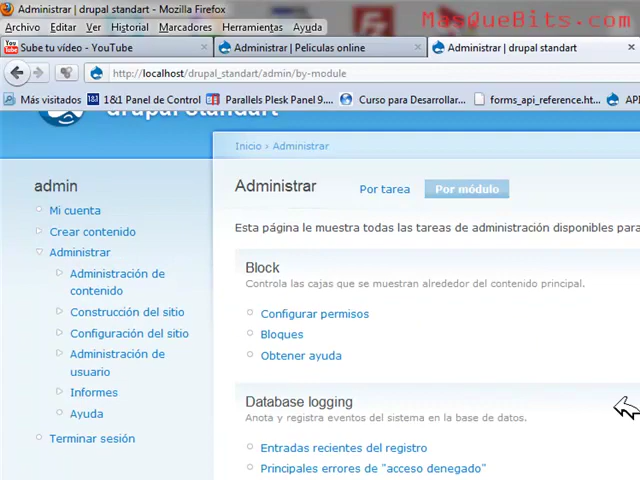 Administrar | drupal standart - Mozilla Firefox
MasQueBits.com
Archivo Editar Ver Historial Marcadores Herramientas Ayuda
You Tube Sube tu vídeo - YouTube
Administrar | Peliculas online
Administrar | drupal standart
http://localhost/drupal_standart/admin/by-module
Más visitados 1&1 1&1 Panel de Control Parallels Plesk Panel 9.... Curso para Desarrollar... forms_api_reference.ht... API
drupal standart
Inicio › Administrar
admin
Mi cuenta
Crear contenido
Administrar
Administración de
contenido
Construcción del sitio
Configuración del sitio
Administración de
usuario
Informes
Ayuda
Terminar sesión
Administrar Por tarea Por módulo
Esta página le muestra todas las tareas de administración disponibles para
Block
Controla las cajas que se muestran alrededor del contenido principal.
Configurar permisos
Bloques
Obtener ayuda
Database logging
Anota y registra eventos del sistema en la base de datos.
Entradas recientes del registro
Principales errores de "acceso denegado"